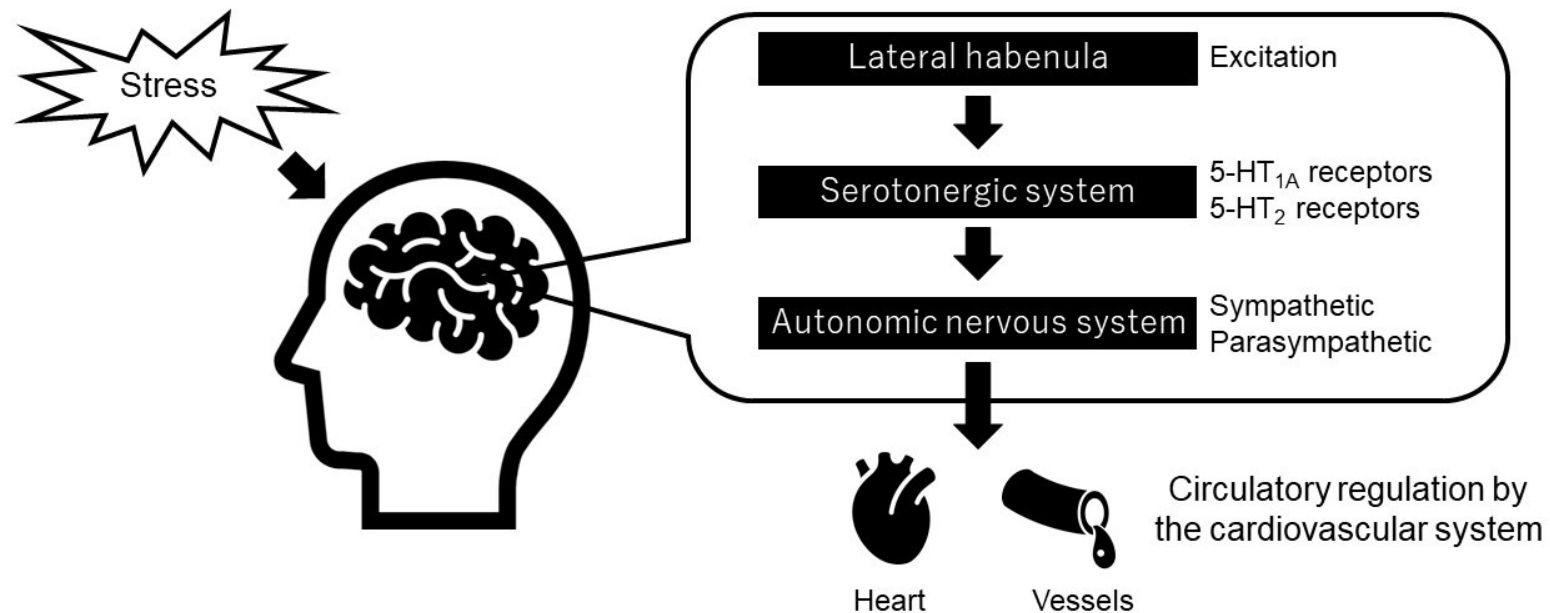 Stress
Lateral habenula
Excitation
Serotonergic system
5-HT₁A receptors
5-HT₂ receptors
Autonomic nervous system
Sympathetic
Parasympathetic
Heart
Vessels
Circulatory regulation by
the cardiovascular system